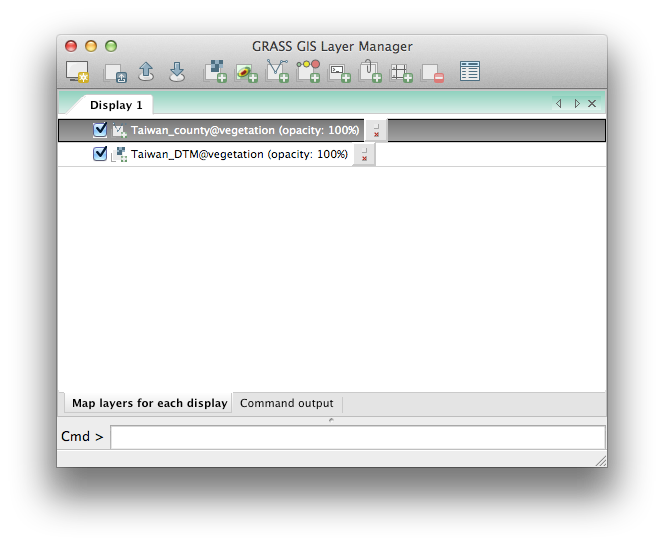 GRASS GIS Layer Manager
Display 1
Taiwan_county@vegetation (opacity: 100%)
Taiwan_DTM@vegetation (opacity: 100%)
Map layers for each display Command output
Cmd >